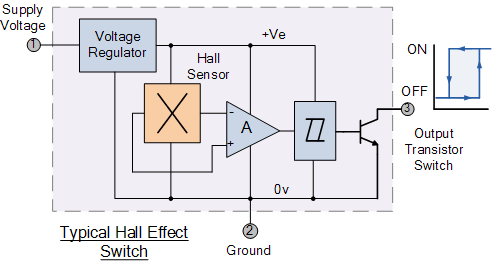 Supply
Voltage
1
Voltage
Regulator
+Ve
Hall
Sensor
-
A
+
0v
2
Ground
3
ON
OFF
Output
Transistor
Switch
Typical Hall Effect
Switch